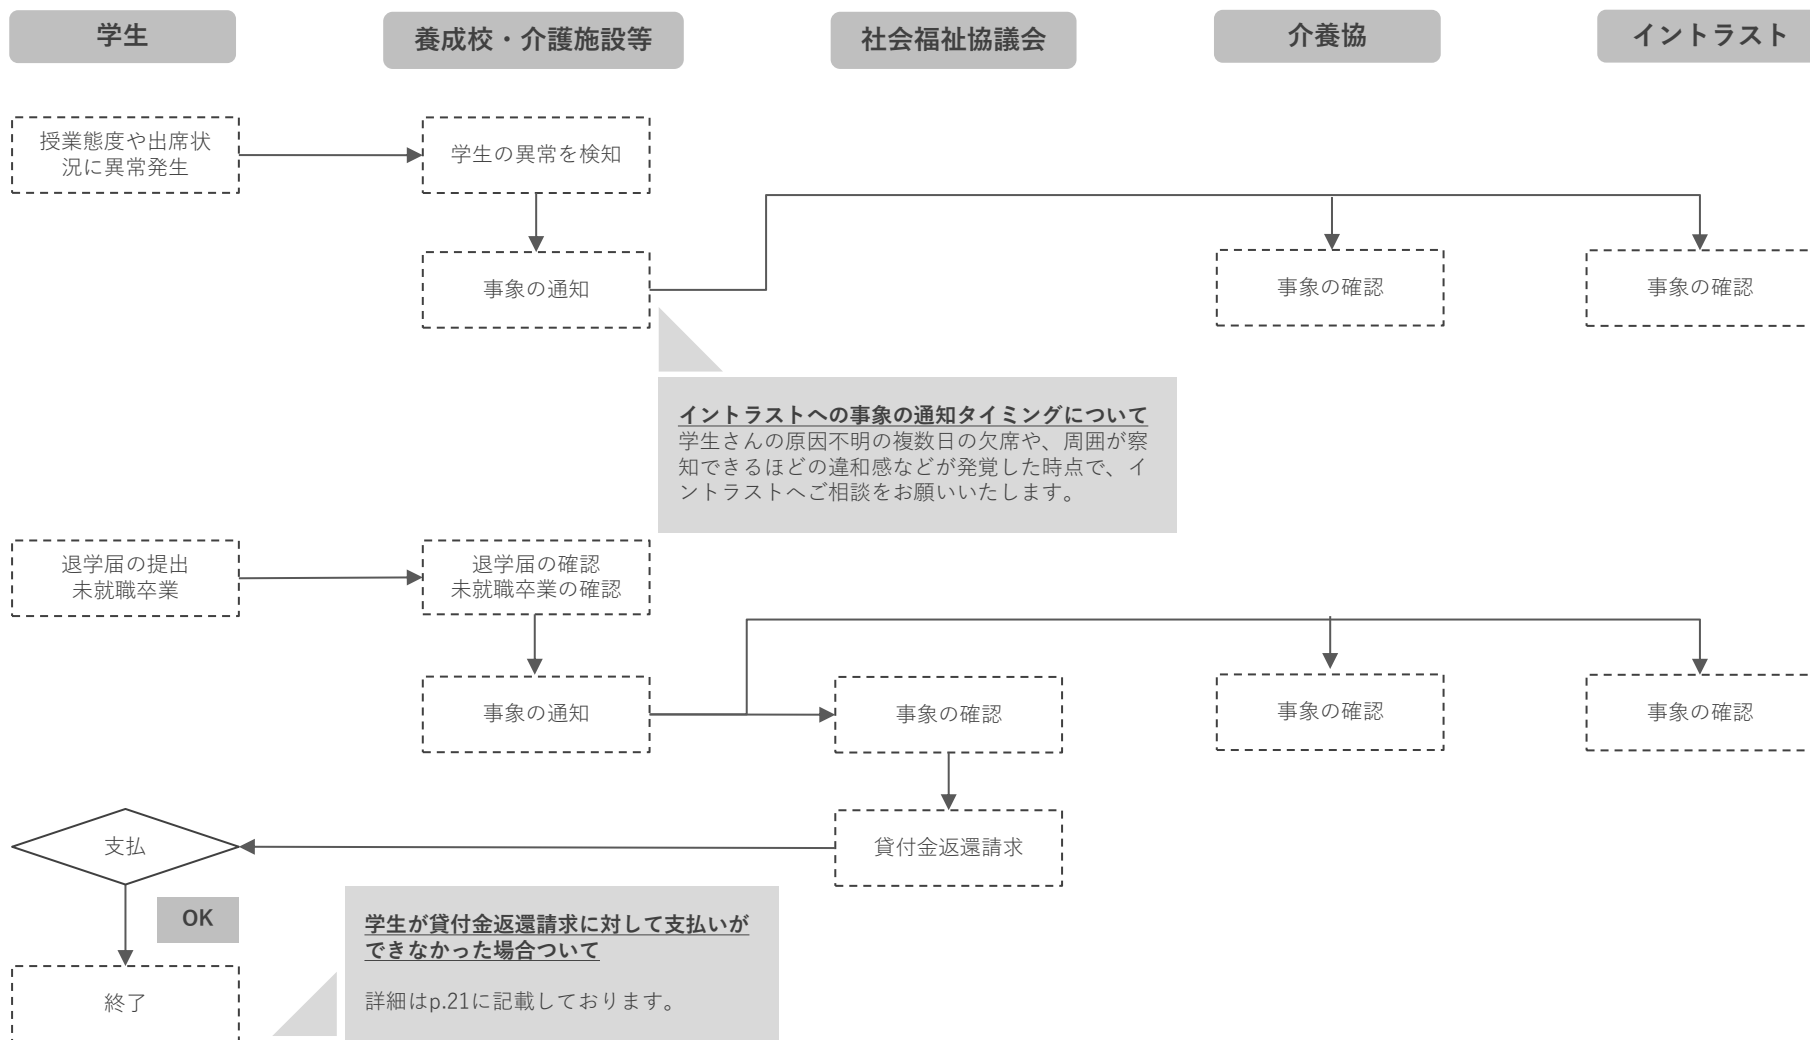 学生
養成校・介護施設等
社会福祉協議会
介養協
イントラスト
授業態度や出席状
況に異常発生
学生の異常を検知
事象の通知
事象の確認
事象の確認
イントラストへの事象の通知タイミングについて
学生さんの原因不明の複数日の欠席や、周囲が察
知できるほどの違和感などが発覚した時点で、イ
ントラストへご相談をお願いいたします。
退学届の提出
未就職卒業
退学届の確認
未就職卒業の確認
事象の通知
事象の確認
事象の確認
事象の確認
支払
貸付金返還請求
OK
学生が貸付金返還請求に対して支払いが
できなかった場合ついて
詳細はp.21に記載しております。
終了